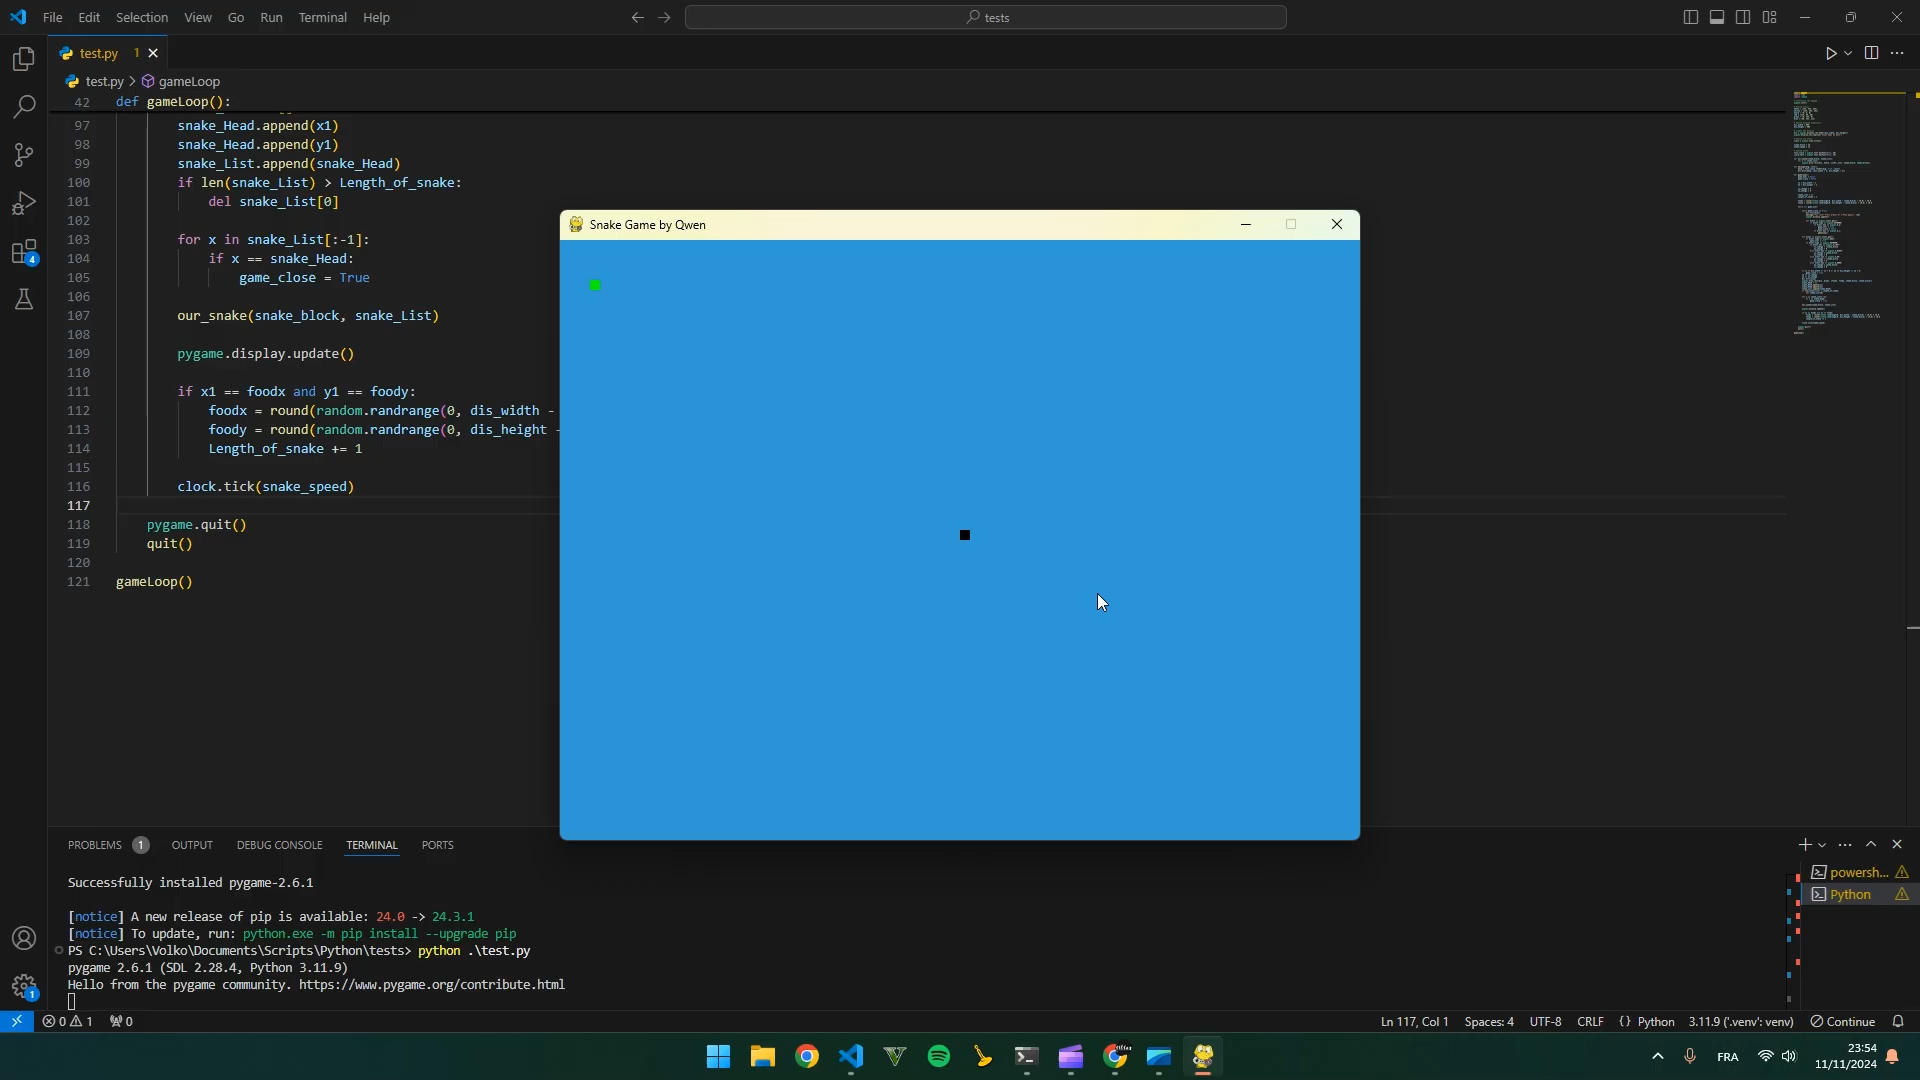 File Edit Selection View Go Run Terminal Help
tests
test.py 1
test.py > gameLoop
42 def gameLoop():
97 snake_Head.append(x1)
98 snake_Head.append(y1)
99 snake_List.append(snake_Head)
100 if len(snake_List) > Length_of_snake:
101 del snake_List[0]
102
103 for x in snake_List[:-1]:
104 if x == snake_Head:
105 game_close = True
106
107 our_snake(snake_block, snake_List)
108
109 pygame.display.update()
110
111 if x1 == foodx and y1 == foody:
112 foodx = round(random.randrange(0, dis_width -
113 foody = round(random.randrange(0, dis_height -
114 Length_of_snake += 1
115
116 clock.tick(snake_speed)
117
118 pygame.quit()
119 quit()
120
121 gameLoop()
Snake Game by Qwen
4
1
PROBLEMS 1 OUTPUT DEBUG CONSOLE TERMINAL PORTS
Successfully installed pygame-2.6.1
[notice] A new release of pip is available: 24.0 -> 24.3.1
[notice] To update, run: python.exe -m pip install --upgrade pip
PS C:\Users\Volko\Documents\Scripts\Python\tests> python .\test.py
pygame 2.6.1 (SDL 2.28.4, Python 3.11.9)
Hello from the pygame community. https://www.pygame.org/contribute.html
powersh...
Python
0 1 0
Ln 117, Col 1 Spaces: 4 UTF-8 CRLF {} Python 3.11.9 ('.venv': venv) Continue
FRA
23:54
11/11/2024